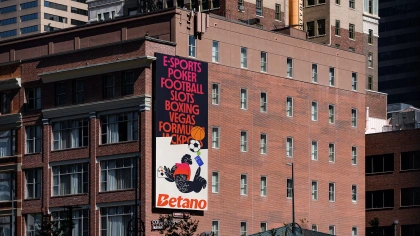 E-SPORTS
POKER
FOOTBALL
SLOTS
BOXING
VEGAS
Betano